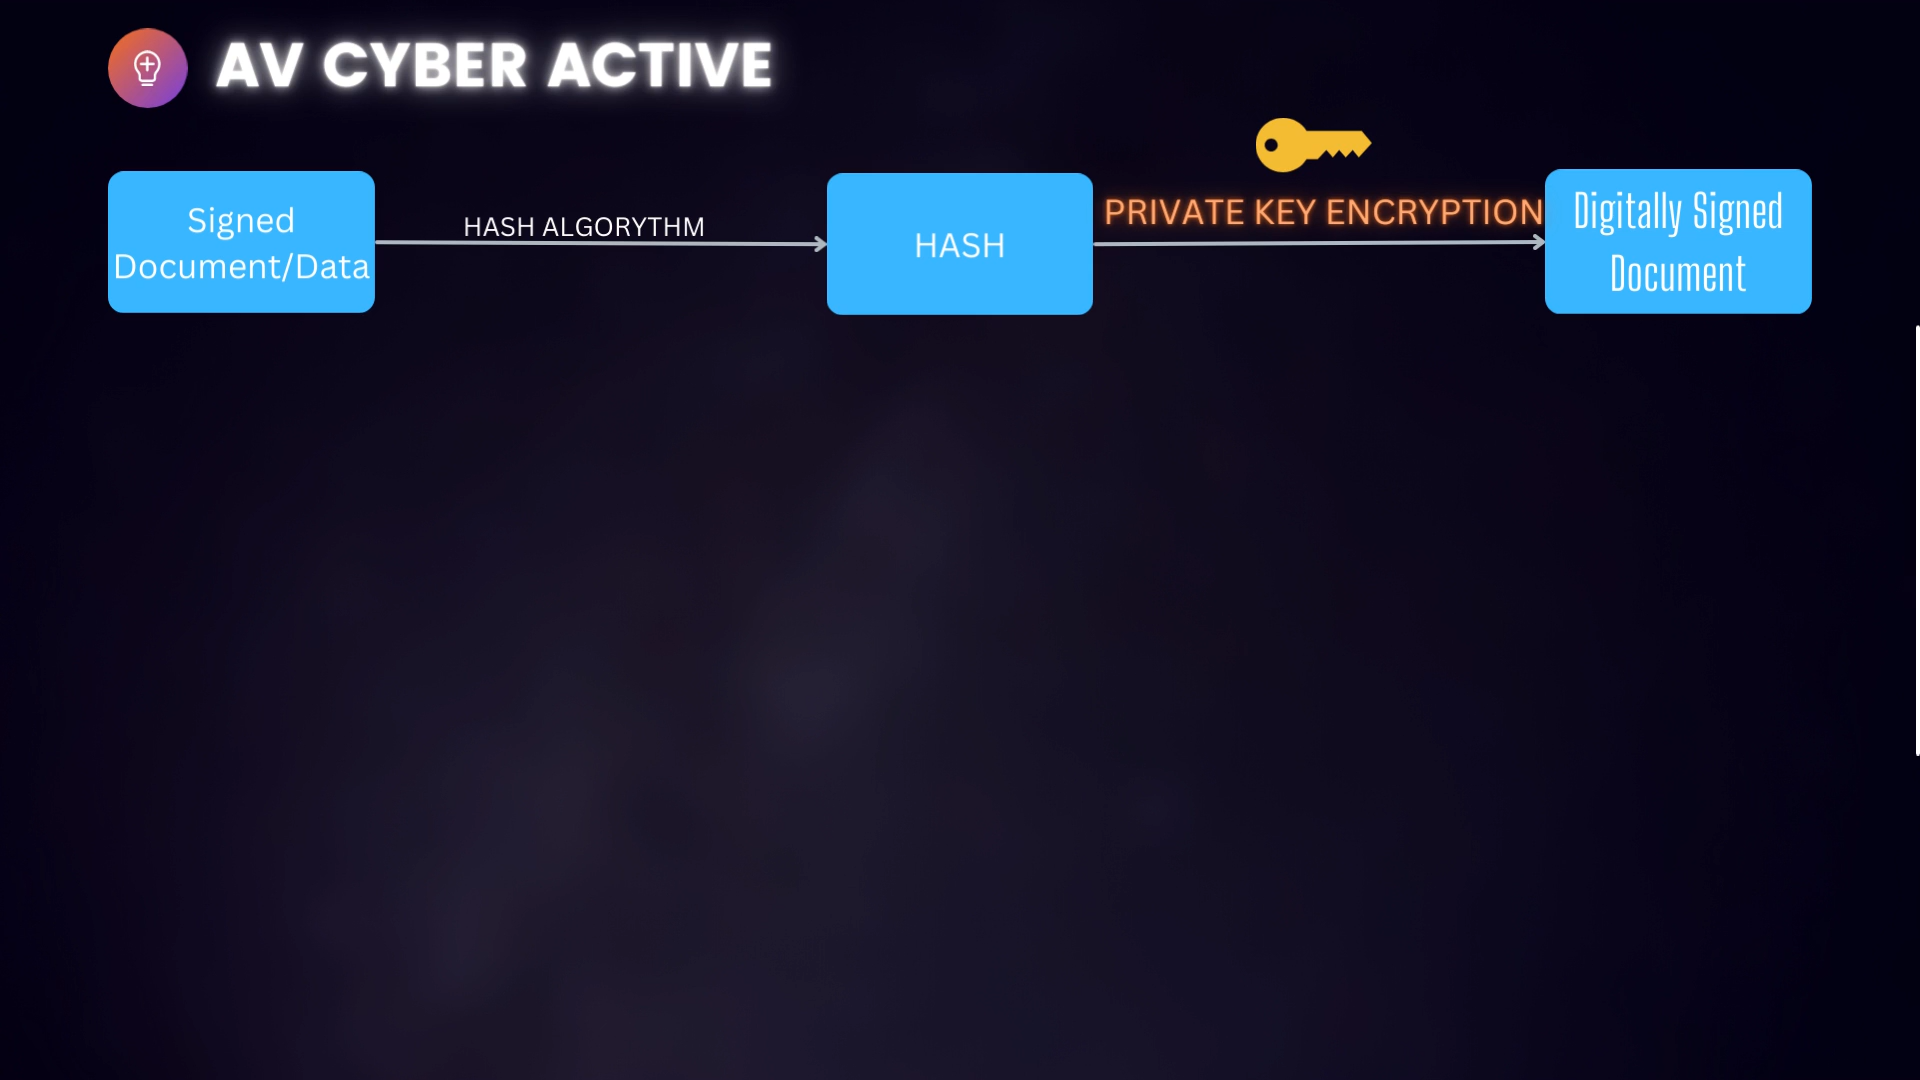 AV CYBER ACTIVE
Signed
Document/Data
HASH ALGORYTHM
HASH
PRIVATE KEY ENCRYPTION
Digitally Signed
Document